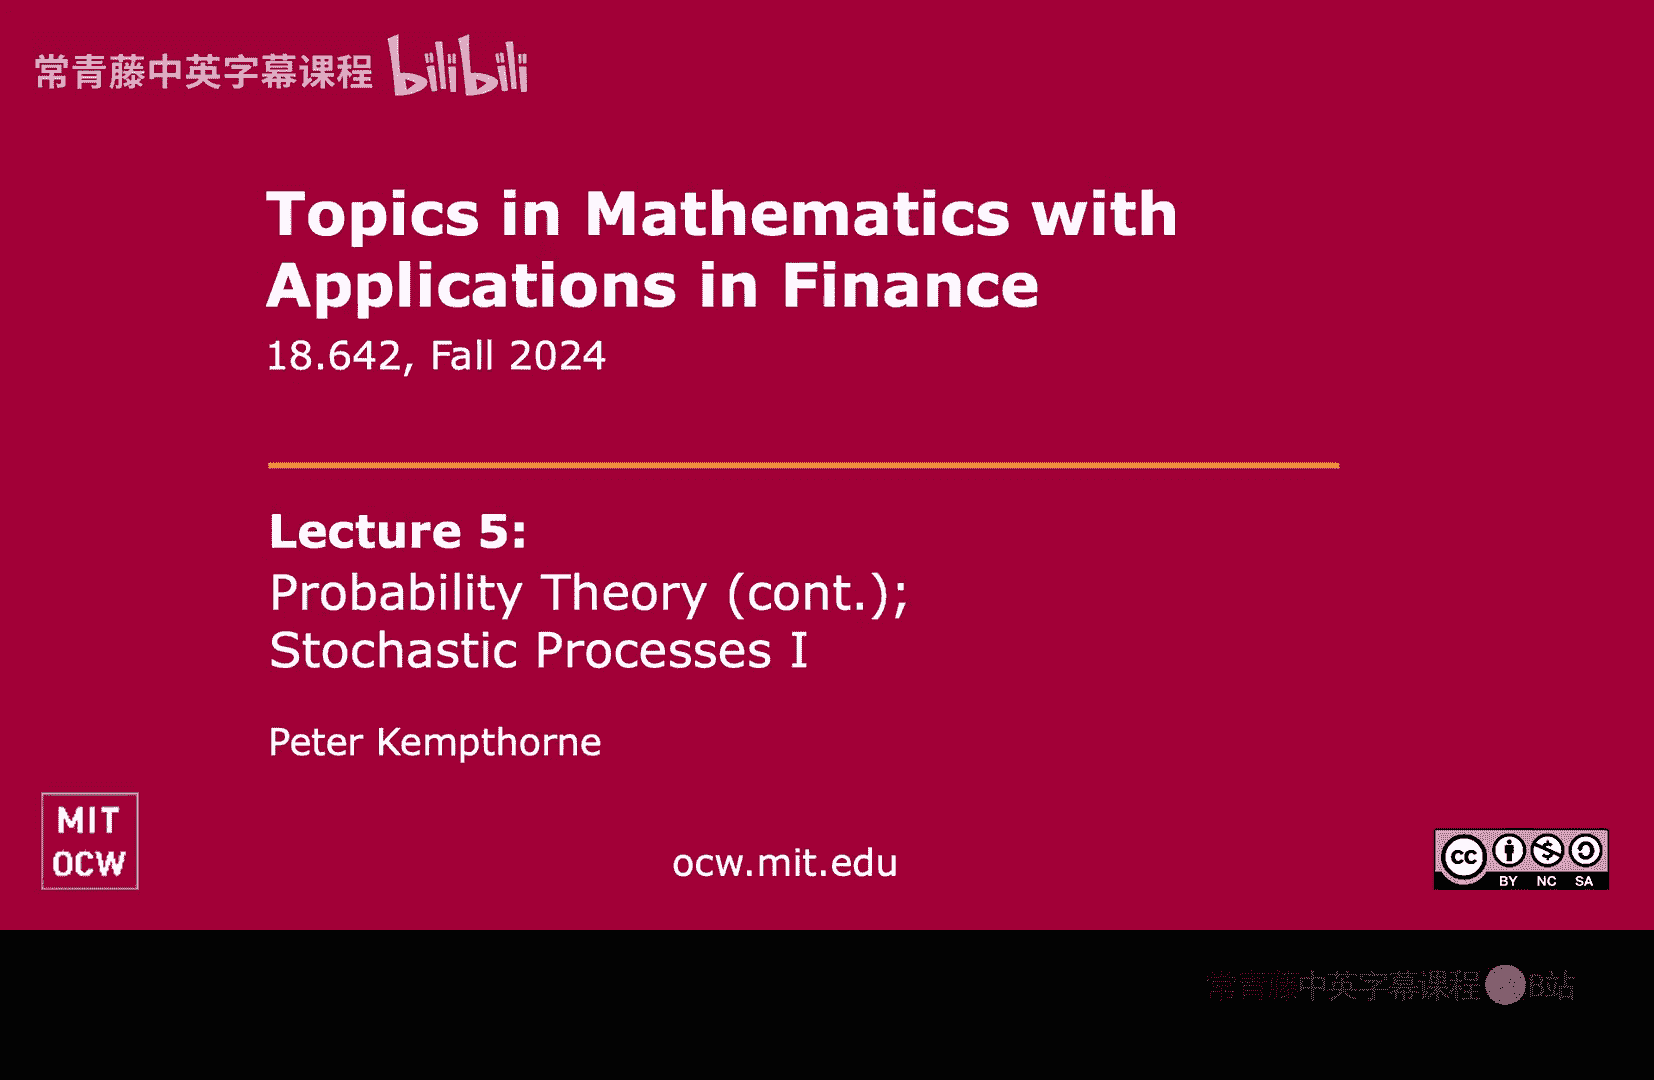 常青藤中英字幕课程 bilibili
Topics in Mathematics with
Applications in Finance
18.642, Fall 2024
Lecture 5:
Probability Theory (cont.);
Stochastic Processes I
Peter Kempthorne
MIT
OCW
ocw.mit.edu
cc
BY NC SA
常青藤中英字幕课程 B站